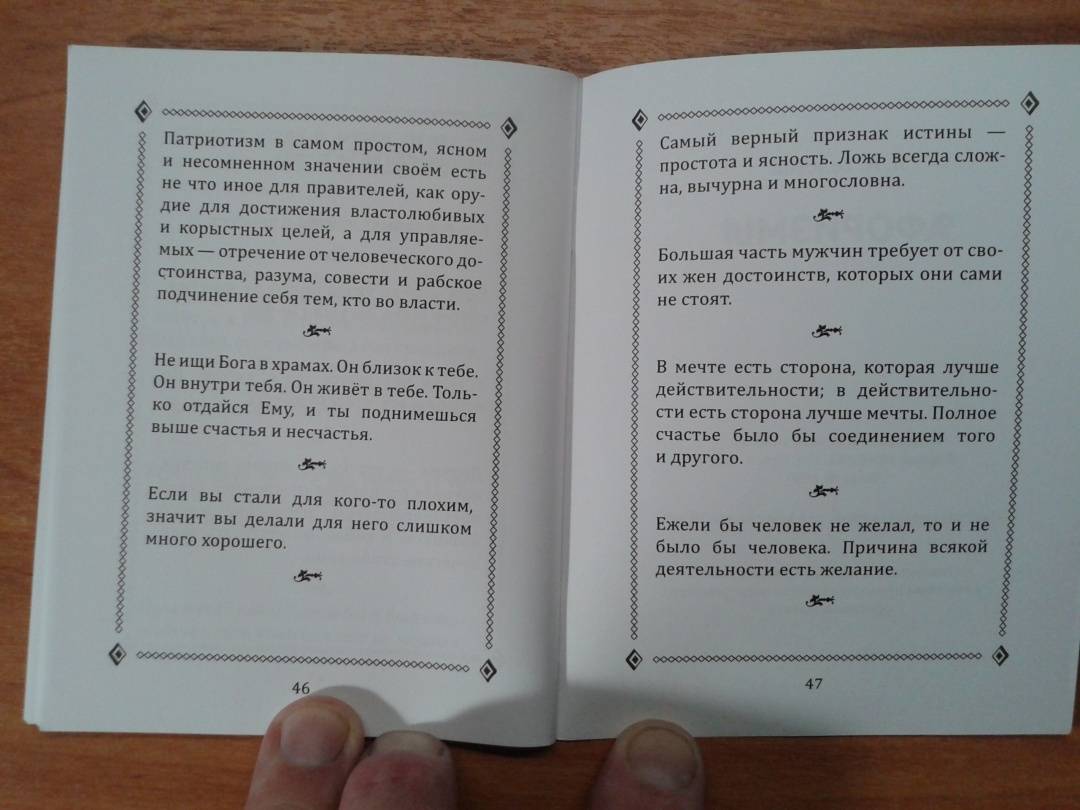 Патриотизм в самом простом, ясном
и несомненном значении своём есть
не что иное для правителей, как ору-
дие для достижения властолюбивых
и корыстных целей, а для управляе-
мых — отречение от человеческого до-
стоинства, разума, совести и рабское
подчинение себя тем, кто во власти.
Не ищи Бога в храмах. Он близок к тебе.
Он внутри тебя. Он живёт в тебе. Толь-
ко отдайся Ему, и ты поднимешься
выше счастья и несчастья.
Если вы стали для кого-то плохим,
значит вы делали для него слишком
много хорошего.
46
Самый верный признак истины —
простота и ясность. Ложь всегда слож-
на, вычурна и многословна.
Большая часть мужчин требует от сво-
их жен достоинств, которых они сами
не стоят.
В мечте есть сторона, которая лучше
действительности; в действительно-
сти есть сторона лучше мечты. Полное
счастье было бы соединением того
и другого.
Ежели бы человек не желал, то и не
было бы человека. Причина всякой
деятельности есть желание.
47